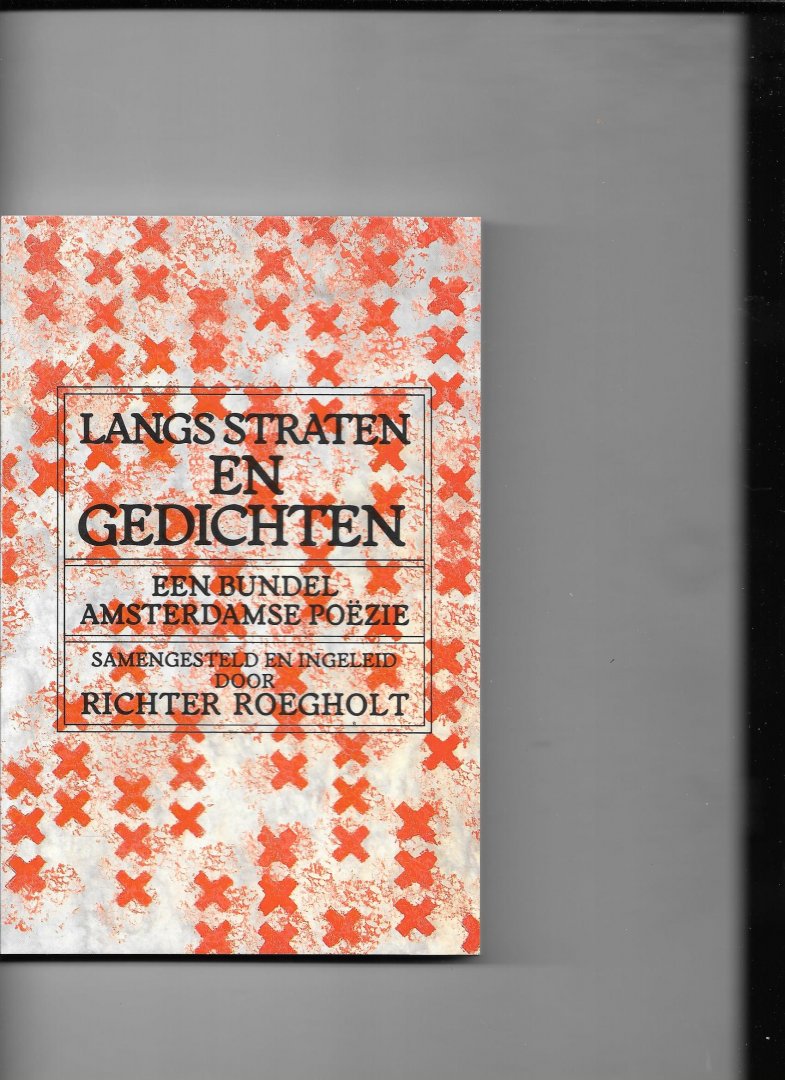 LANGS STRATEN
EN
GEDICHTEN
EEN BUNDEL
AMSTERDAMSE POËZIE
SAMENGESTELD EN INGELEID
DOOR
RICHTER ROEGHOLT